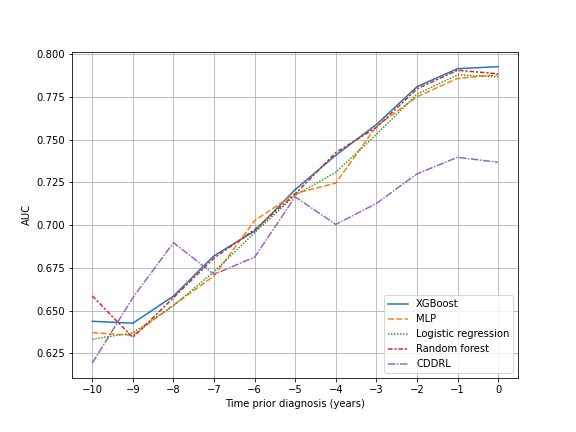 0.800
0.775
0.750
0.725
0.700
0.675
0.650
0.625
AUC
−10 −9 −8 −7 −6 −5 −4 −3 −2 −1 0
Time prior diagnosis (years)
XGBoost
MLP
Logistic regression
Random forest
CDDRL